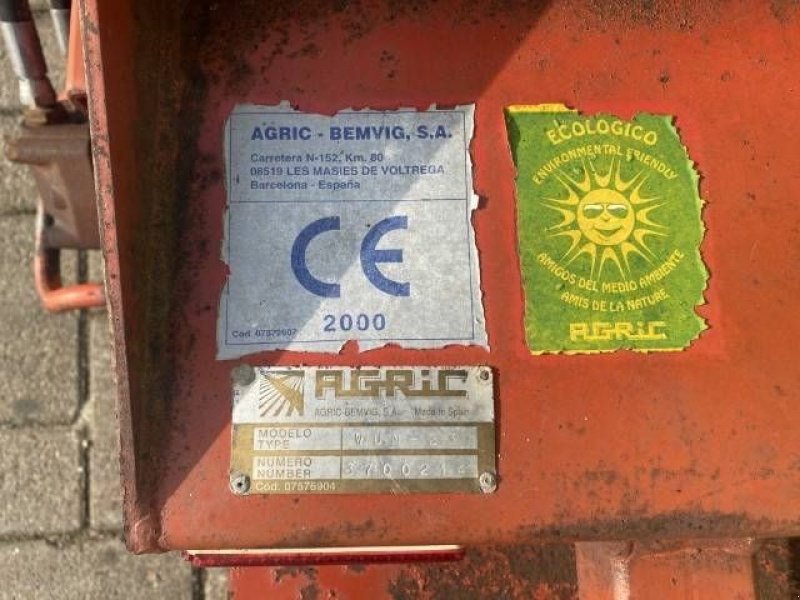 AGRIC - BEMVIG, S.A.
Carretera N-152, Km. 80
08519 LES MASIES DE VOLTREGA
Barcelona - España
CE
2000
ECOLOGICO
ENVIRONMENTAL FRIENDLY
AMIGOS DEL MEDIO AMBIENTE
AMIS DE LA NATURE
AGRIC
AGRIC
AGRIC-BEMVIG, S.A. Made in Spain
MODELO
TYPE
NUMERO
NUMBER
Cód. 07575904